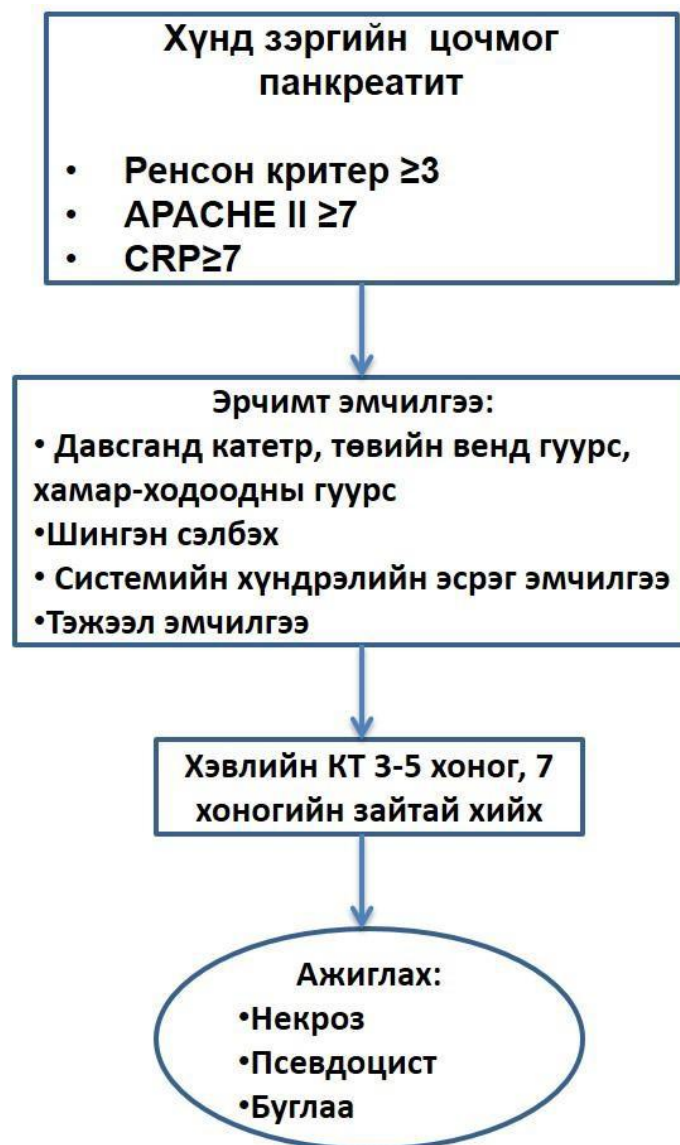 Хүнд зэргийн цочмог
панкреатит
• Ренсон критер ≥3
• APACHE II ≥7
• CRP≥7
Эрчимт эмчилгээ:
• Давсганд катетр, төвийн венд гуурс,
хамар-ходоодны гуурс
•Шингэн сэлбэх
• Системийн хүндрэлийн эсрэг эмчилгээ
•Тэжээл эмчилгээ
Хэвлийн КТ 3-5 хоног, 7
хоногийн зайтай хийх
Ажиглах:
•Некроз
•Псевдоцист
•Буглаа